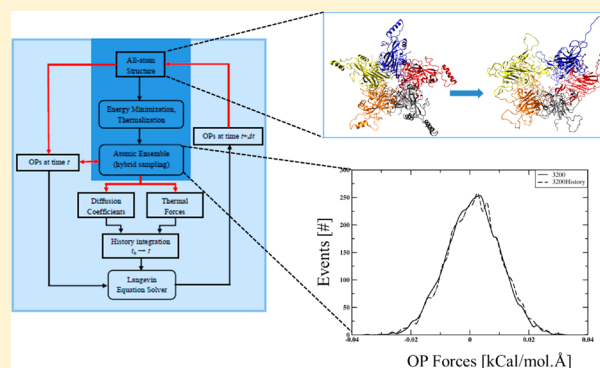 All-atom
Structure
Energy Minimization,
Thermalization
OPs at time t
OPs at time t+dt
Atomic Ensemble
(hybrid sampling)
Diffusion
Coefficients
Thermal
Forces
History integration
t₀ → t
Langevin
Equation Solver
3200
3200History
Events [#]
300
250
200
150
100
50
0
-0.04
-0.02
0
0.02
0.04
OP Forces [kCal/mol.Å]